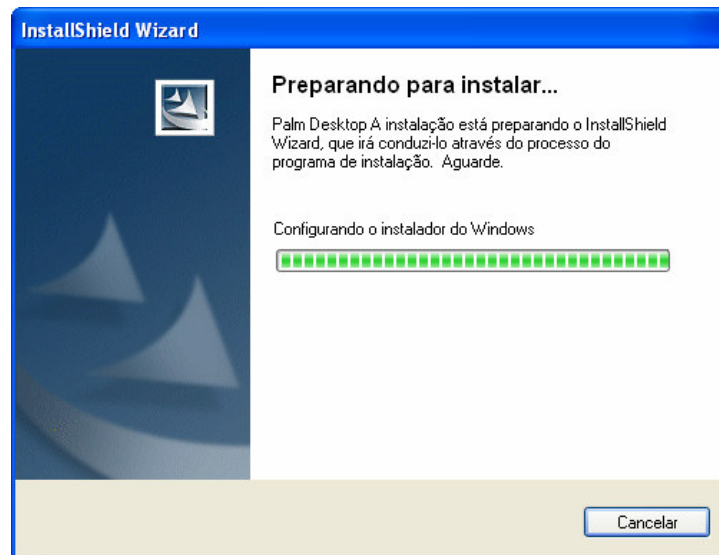 InstallShield Wizard
Preparando para instalar...
Palm Desktop A instalação está preparando o InstallShield
Wizard, que irá conduzi-lo através do processo do
programa de instalação. Aguarde.
Configurando o instalador do Windows
Cancelar